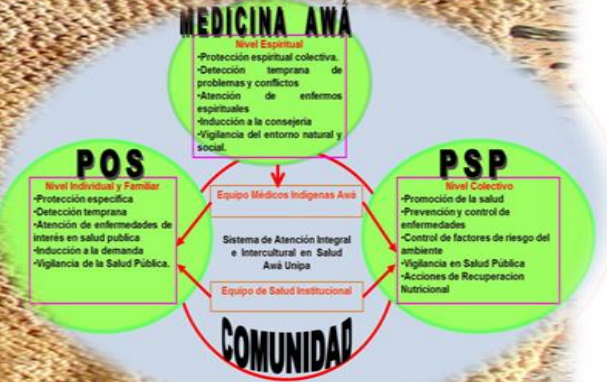 MEDICINA AWÁ
Nivel Espiritual
•Protección espiritual colectiva.
•Detección temprana de
problemas y conflictos
•Atención de enfermos
espirituales
•Inducción a la consejeria
•Vigilancia del entorno natural y
social.
POS
Nivel Individual y Familiar
•Protección especifica
•Detección temprana
•Atención de enfermedades de
interés en salud publica
•Inducción a la demanda
•Vigilancia de la Salud Pública.
Equipo Médicos Indigenas Awá
Sistema de Atención Integral
e Intercultural en Salud
Awá Unipa
Equipo de Salud Institucional
COMUNIDAD
PSP
Nivel Colectivo
•Promoción de la salud
•Prevención y control de
enfermedades
•Control de factores de riesgo del
ambiente
•Vigilancia en Salud Pública
•Acciones de Recuperacion
Nutricional